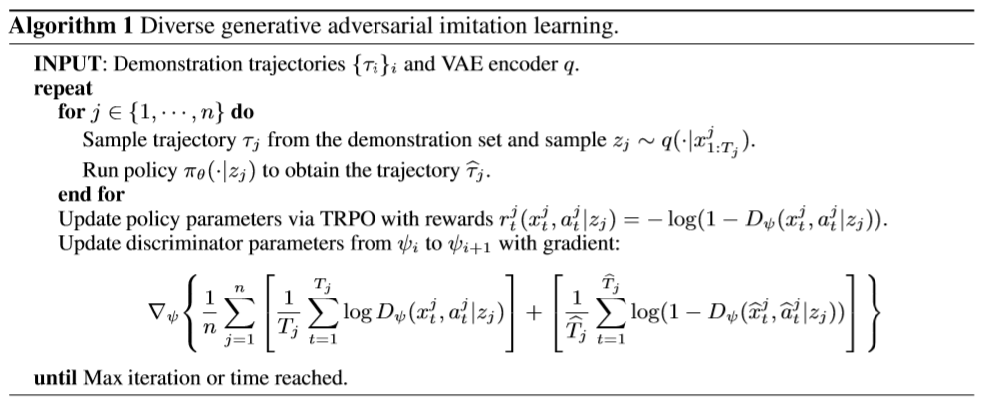 Algorithm 1 Diverse generative adversarial imitation learning.
INPUT: Demonstration trajectories $\{\tau_i\}_i$ and VAE encoder $q$.
repeat
for $j \in \{1, \cdots, n\}$ do
Sample trajectory $\tau_j$ from the demonstration set and sample $z_j \sim q(\cdot|x^j_{1:T_j})$.
Run policy $\pi_\theta(\cdot|z_j)$ to obtain the trajectory $\widehat{\tau}_j$.
end for
Update policy parameters via TRPO with rewards $r^j_t(x^j_t, a^j_t|z_j) = -\log(1 - D_\psi(x^j_t, a^j_t|z_j))$.
Update discriminator parameters from $\psi_i$ to $\psi_{i+1}$ with gradient:
$\nabla_\psi \left\{ \frac{1}{n} \sum_{j=1}^{n} \left[ \frac{1}{T_j} \sum_{t=1}^{T_j} \log D_\psi(x^j_t, a^j_t|z_j) \right] + \left[ \frac{1}{\widehat{T}_j} \sum_{t=1}^{\widehat{T}_j} \log(1 - D_\psi(\widehat{x}^j_t, \widehat{a}^j_t|z_j)) \right] \right\}$
until Max iteration or time reached.